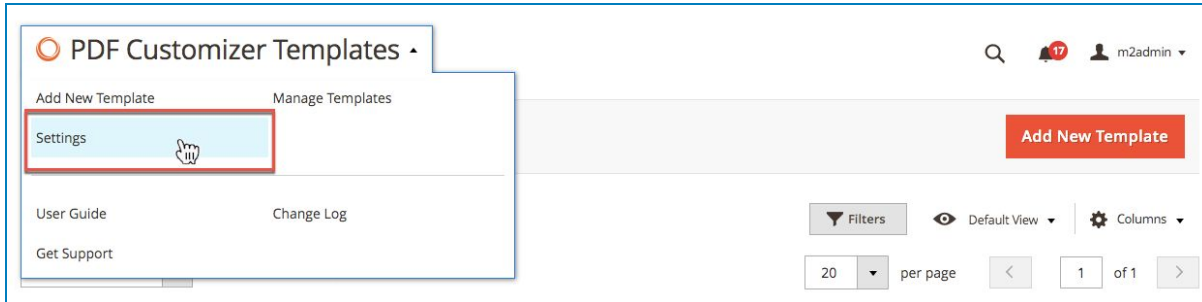 PDF Customizer Templates
17
m2admin
Add New Template
Manage Templates
Settings
Add New Template
User Guide
Change Log
Get Support
Filters
Default View
Columns
20
per page
1
of 1